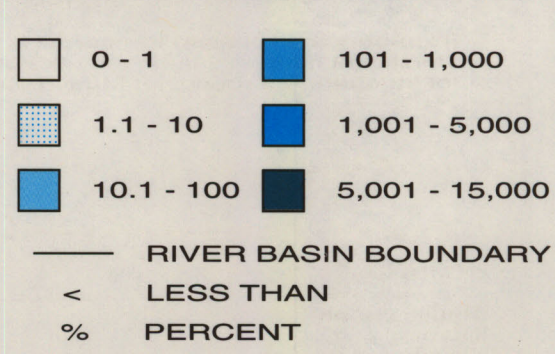 0 - 1
101 - 1,000
1.1 - 10
1,001 - 5,000
10.1 - 100
5,001 - 15,000
RIVER BASIN BOUNDARY
< LESS THAN
% PERCENT